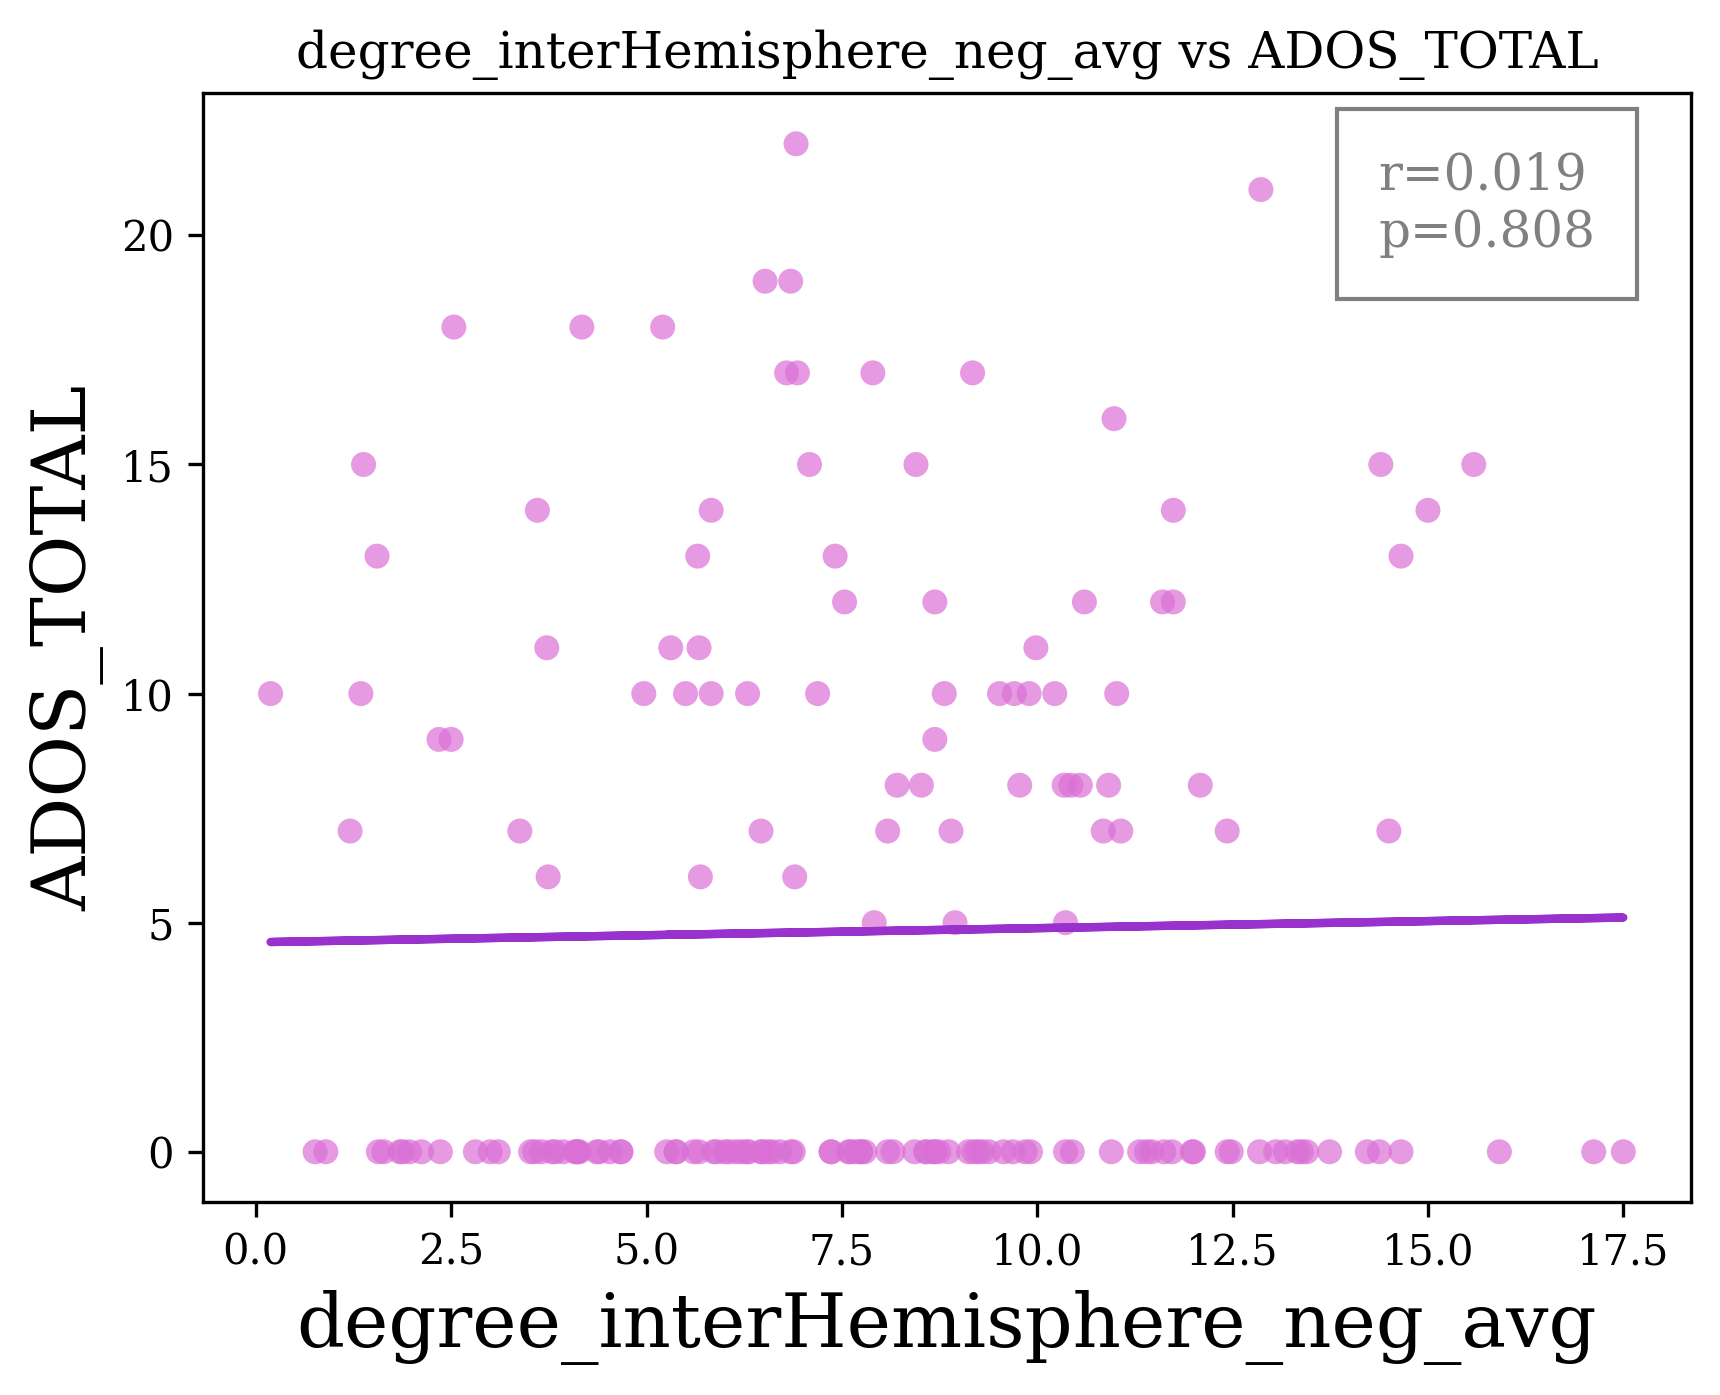 degree_interHemisphere_neg_avg vs ADOS_TOTAL
r=0.019
p=0.808
ADOS_TOTAL
20
15
10
5
0
0.0 2.5 5.0 7.5 10.0 12.5 15.0 17.5
degree_interHemisphere_neg_avg